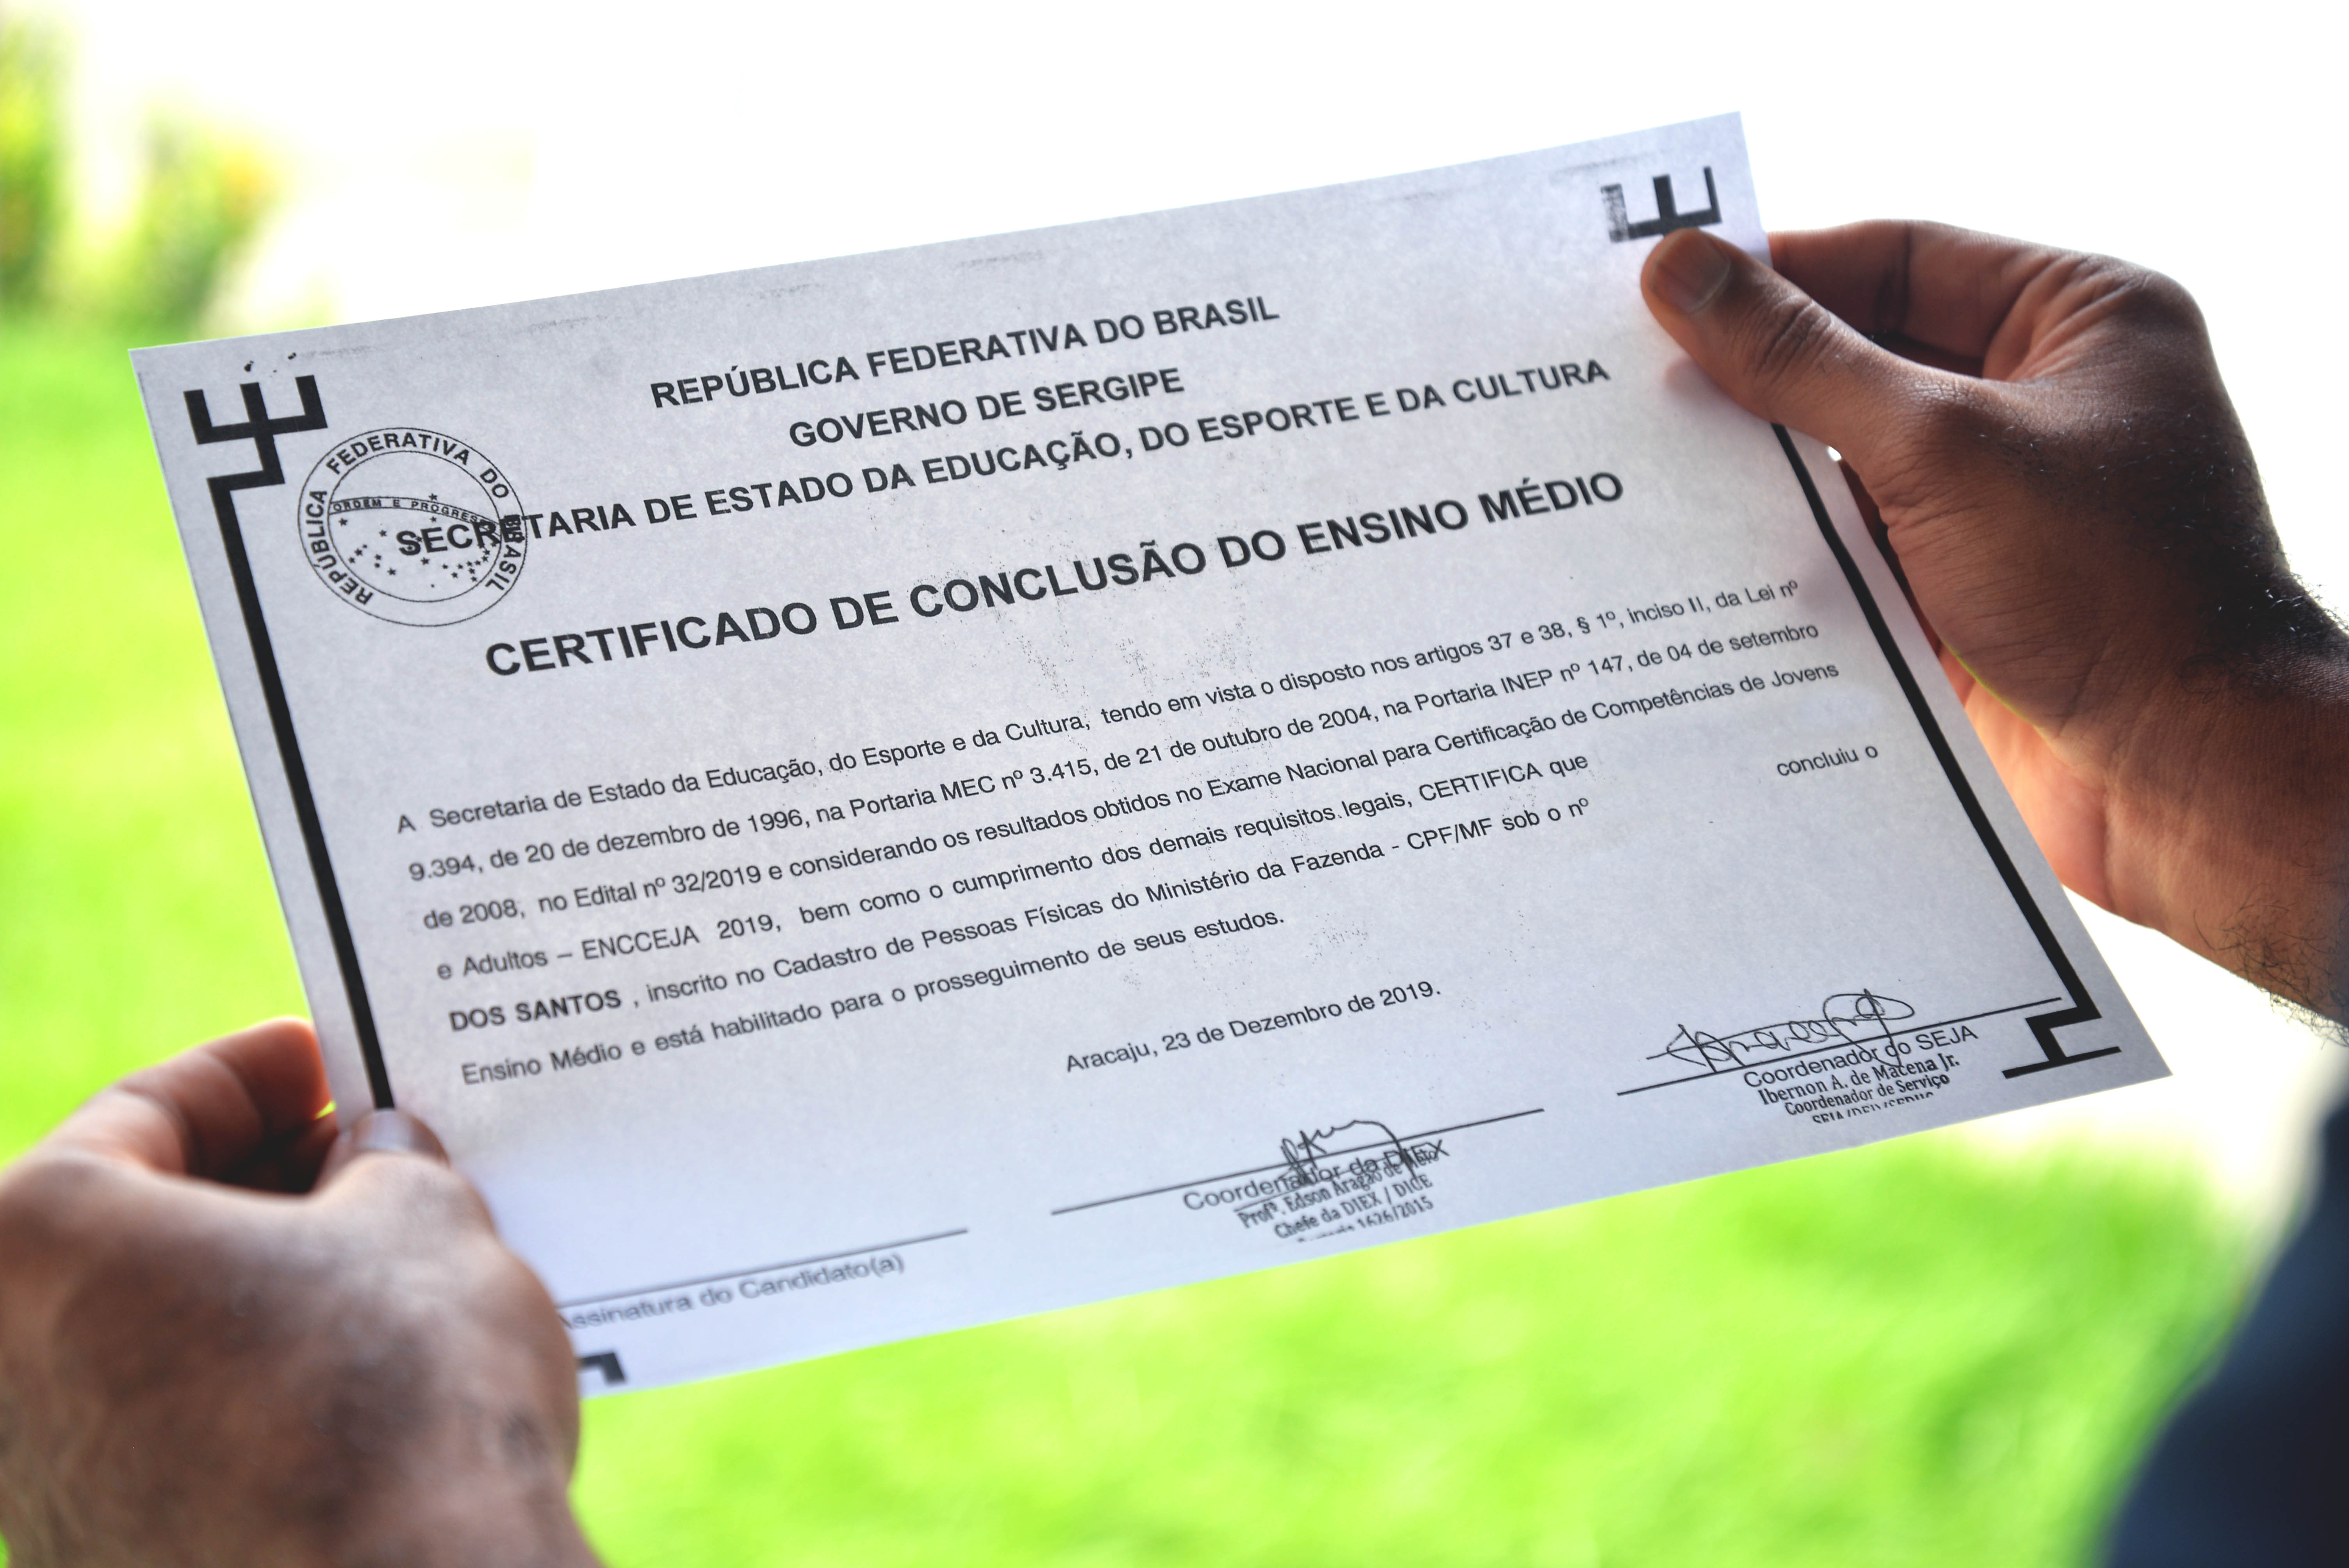 REPÚBLICA FEDERATIVA DO BRASIL
GOVERNO DE SERGIPE
SECRETARIA DE ESTADO DA EDUCAÇÃO, DO ESPORTE E DA CULTURA
REPÚBLICA FEDERATIVA DO BRASIL
ORDEM E PROGRESSO
CERTIFICADO DE CONCLUSÃO DO ENSINO MÉDIO
A Secretaria de Estado da Educação, do Esporte e da Cultura, tendo em vista o disposto nos artigos 37 e 38, § 1º, inciso II, da Lei nº
9.394, de 20 de dezembro de 1996, na Portaria MEC nº 3.415, de 21 de outubro de 2004, na Portaria INEP nº 147, de 04 de setembro
de 2008, no Edital nº 32/2019 e considerando os resultados obtidos no Exame Nacional para Certificação de Competências de Jovens
e Adultos – ENCCEJA 2019, bem como o cumprimento dos demais requisitos legais, CERTIFICA que
DOS SANTOS , inscrito no Cadastro de Pessoas Físicas do Ministério da Fazenda - CPF/MF sob o nº concluiu o
Ensino Médio e está habilitado para o prosseguimento de seus estudos.
Aracaju, 23 de Dezembro de 2019.
Assinatura do Candidato(a)
Coordenador da DIEX
Profº. Edson Aragão de Melo
Chefe da DIEX / DICE
1626/2015
Coordenador do SEJA
Ibernon A. de Macena Jr.
Coordenador de Serviço